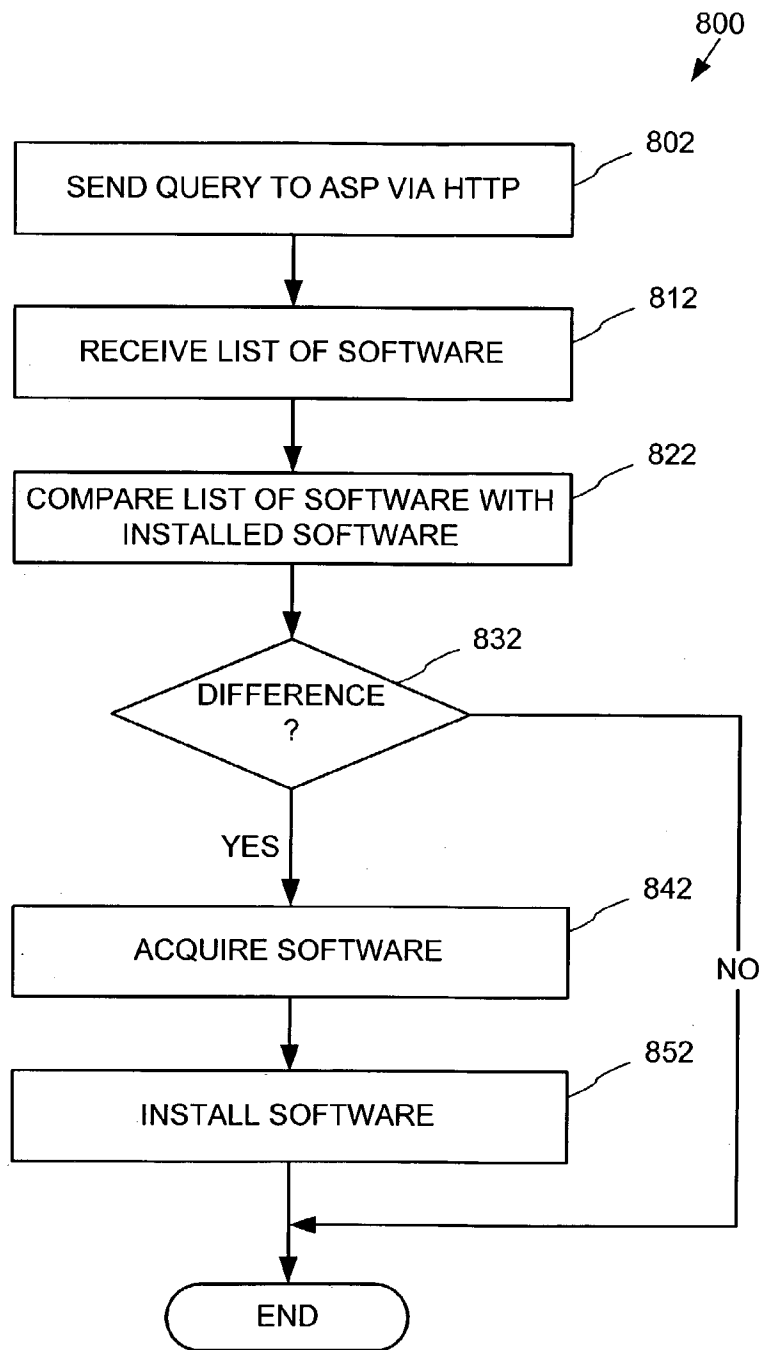 800
802
SEND QUERY TO ASP VIA HTTP
812
RECEIVE LIST OF SOFTWARE
822
COMPARE LIST OF SOFTWARE WITH
INSTALLED SOFTWARE
832
DIFFERENCE
?
YES
842
ACQUIRE SOFTWARE
NO
852
INSTALL SOFTWARE
END